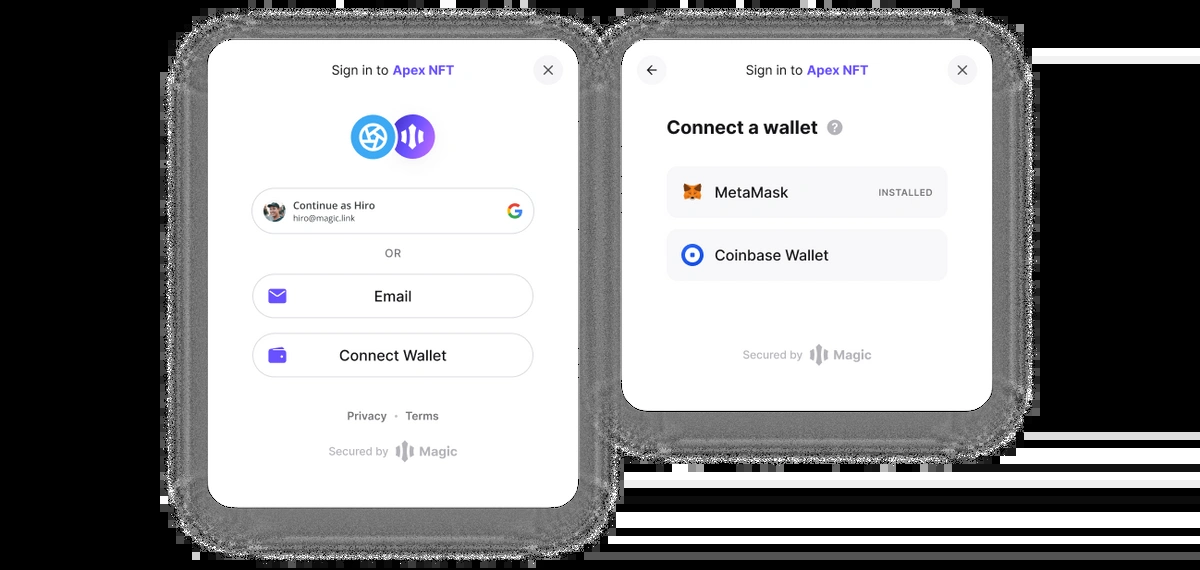 Sign in to Apex NFT
Continue as Hiro
hiro@magic.link
OR
Email
Connect Wallet
Privacy · Terms
Secured by Magic
Sign in to Apex NFT
Connect a wallet ?
MetaMask INSTALLED
Coinbase Wallet
Secured by Magic